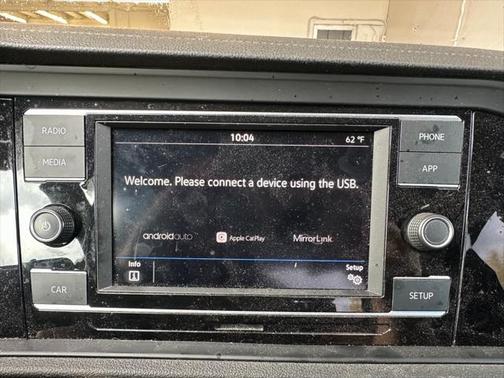 RADIO
10:04 62 °F
PHONE
MEDIA
APP
Welcome. Please connect a device using the USB.
androidauto Apple CarPlay MirrorLink
Info Setup
CAR
SETUP